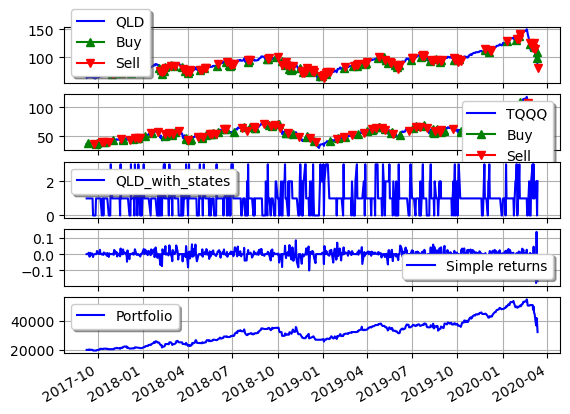 150
100
QLD
Buy
Sell
100
50
TQQQ
Buy
Sell
2
0
QLD_with_states
0.1
0.0
−0.1
Simple returns
40000
20000
Portfolio
2017-10
2018-01
2018-04
2018-07
2018-10
2019-01
2019-04
2019-07
2019-10
2020-01
2020-04